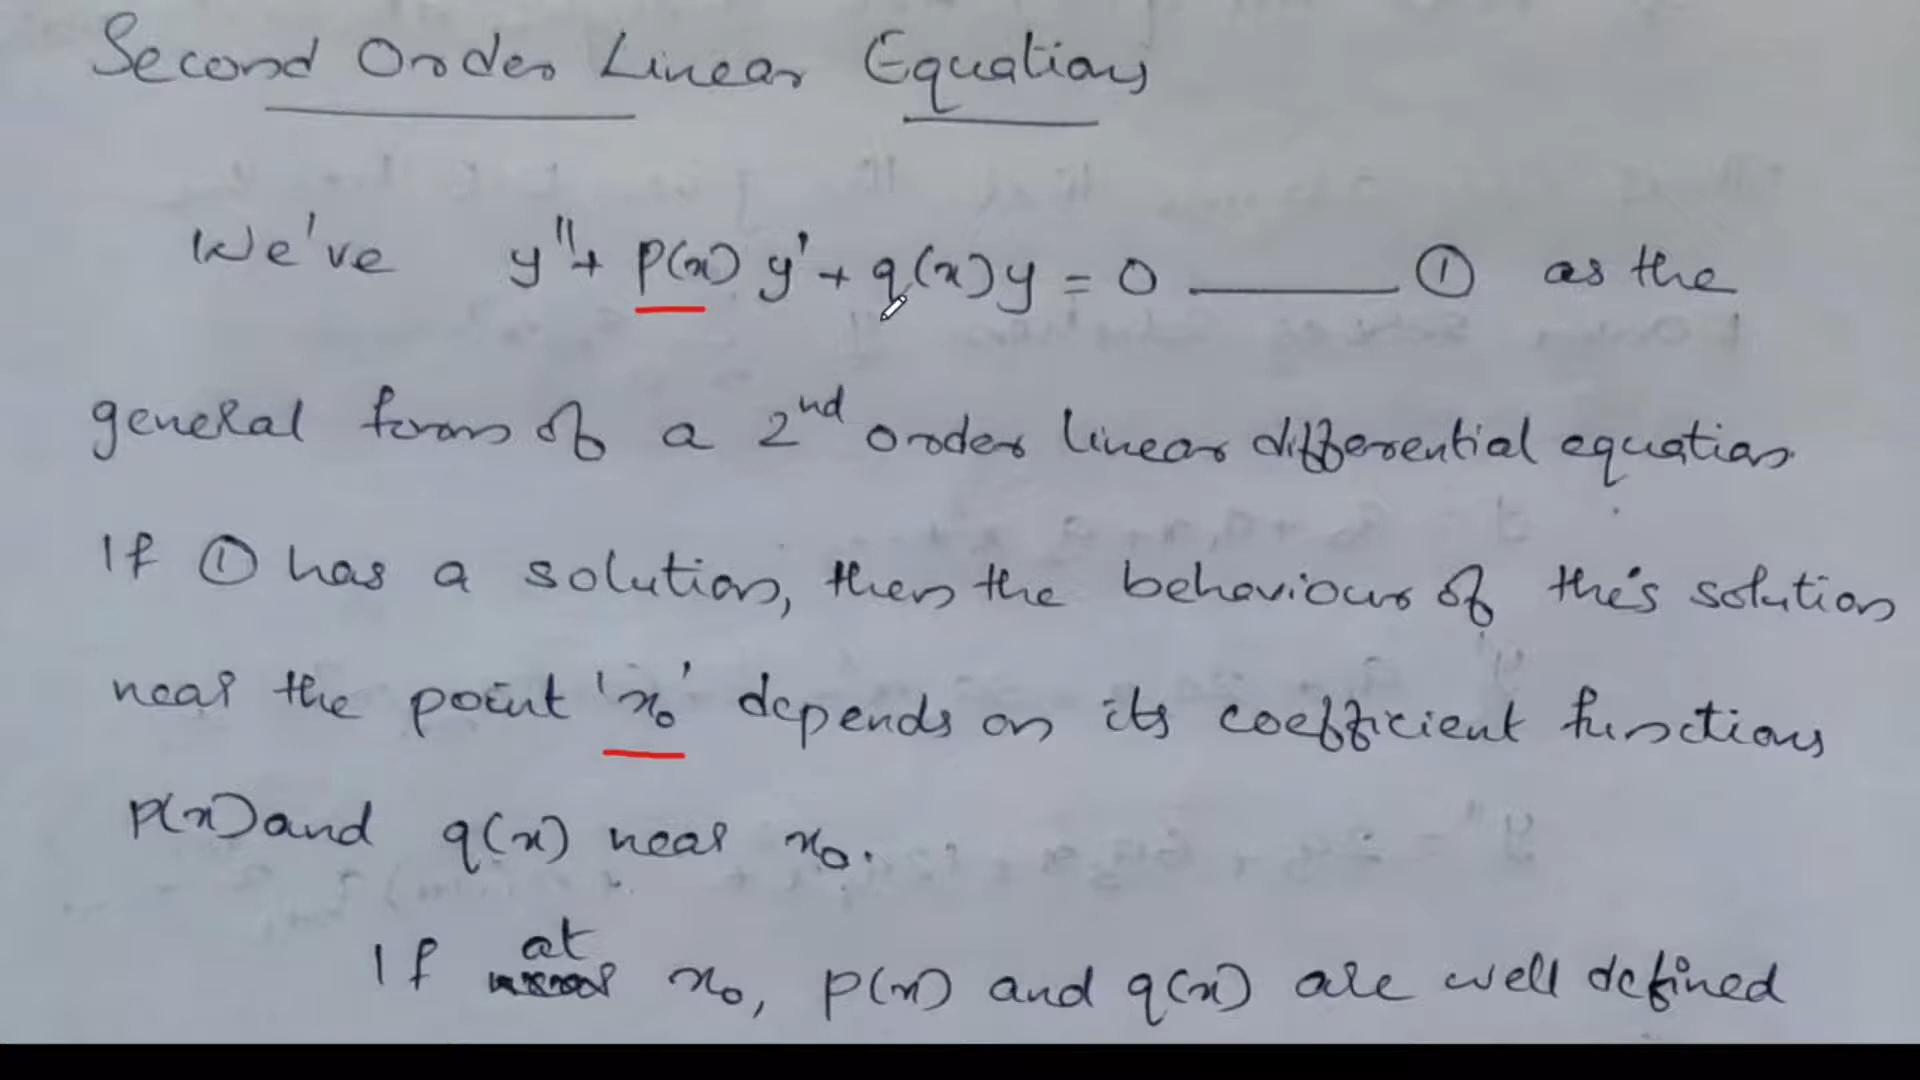 Second Order Linear Equations
We've y'' + p(x) y' + q(x) y = 0 ——— ① as the
general form of a 2nd order linear differential equation.
If ① has a solution, then the behaviour of this solution
near the point 'x₀' depends on its coefficient functions
p(x) and q(x) near x₀.
at
If x₀, p(x) and q(x) are well defined